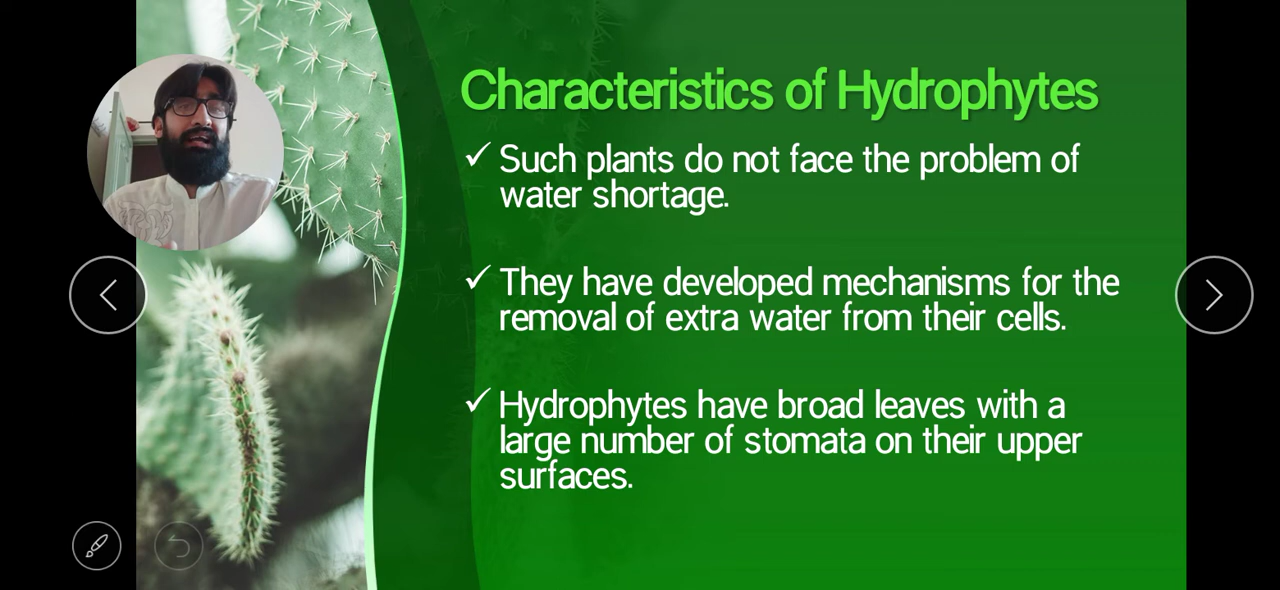 Characteristics of Hydrophytes
✓ Such plants do not face the problem of
water shortage.
✓ They have developed mechanisms for the
removal of extra water from their cells.
✓ Hydrophytes have broad leaves with a
large number of stomata on their upper
surfaces.